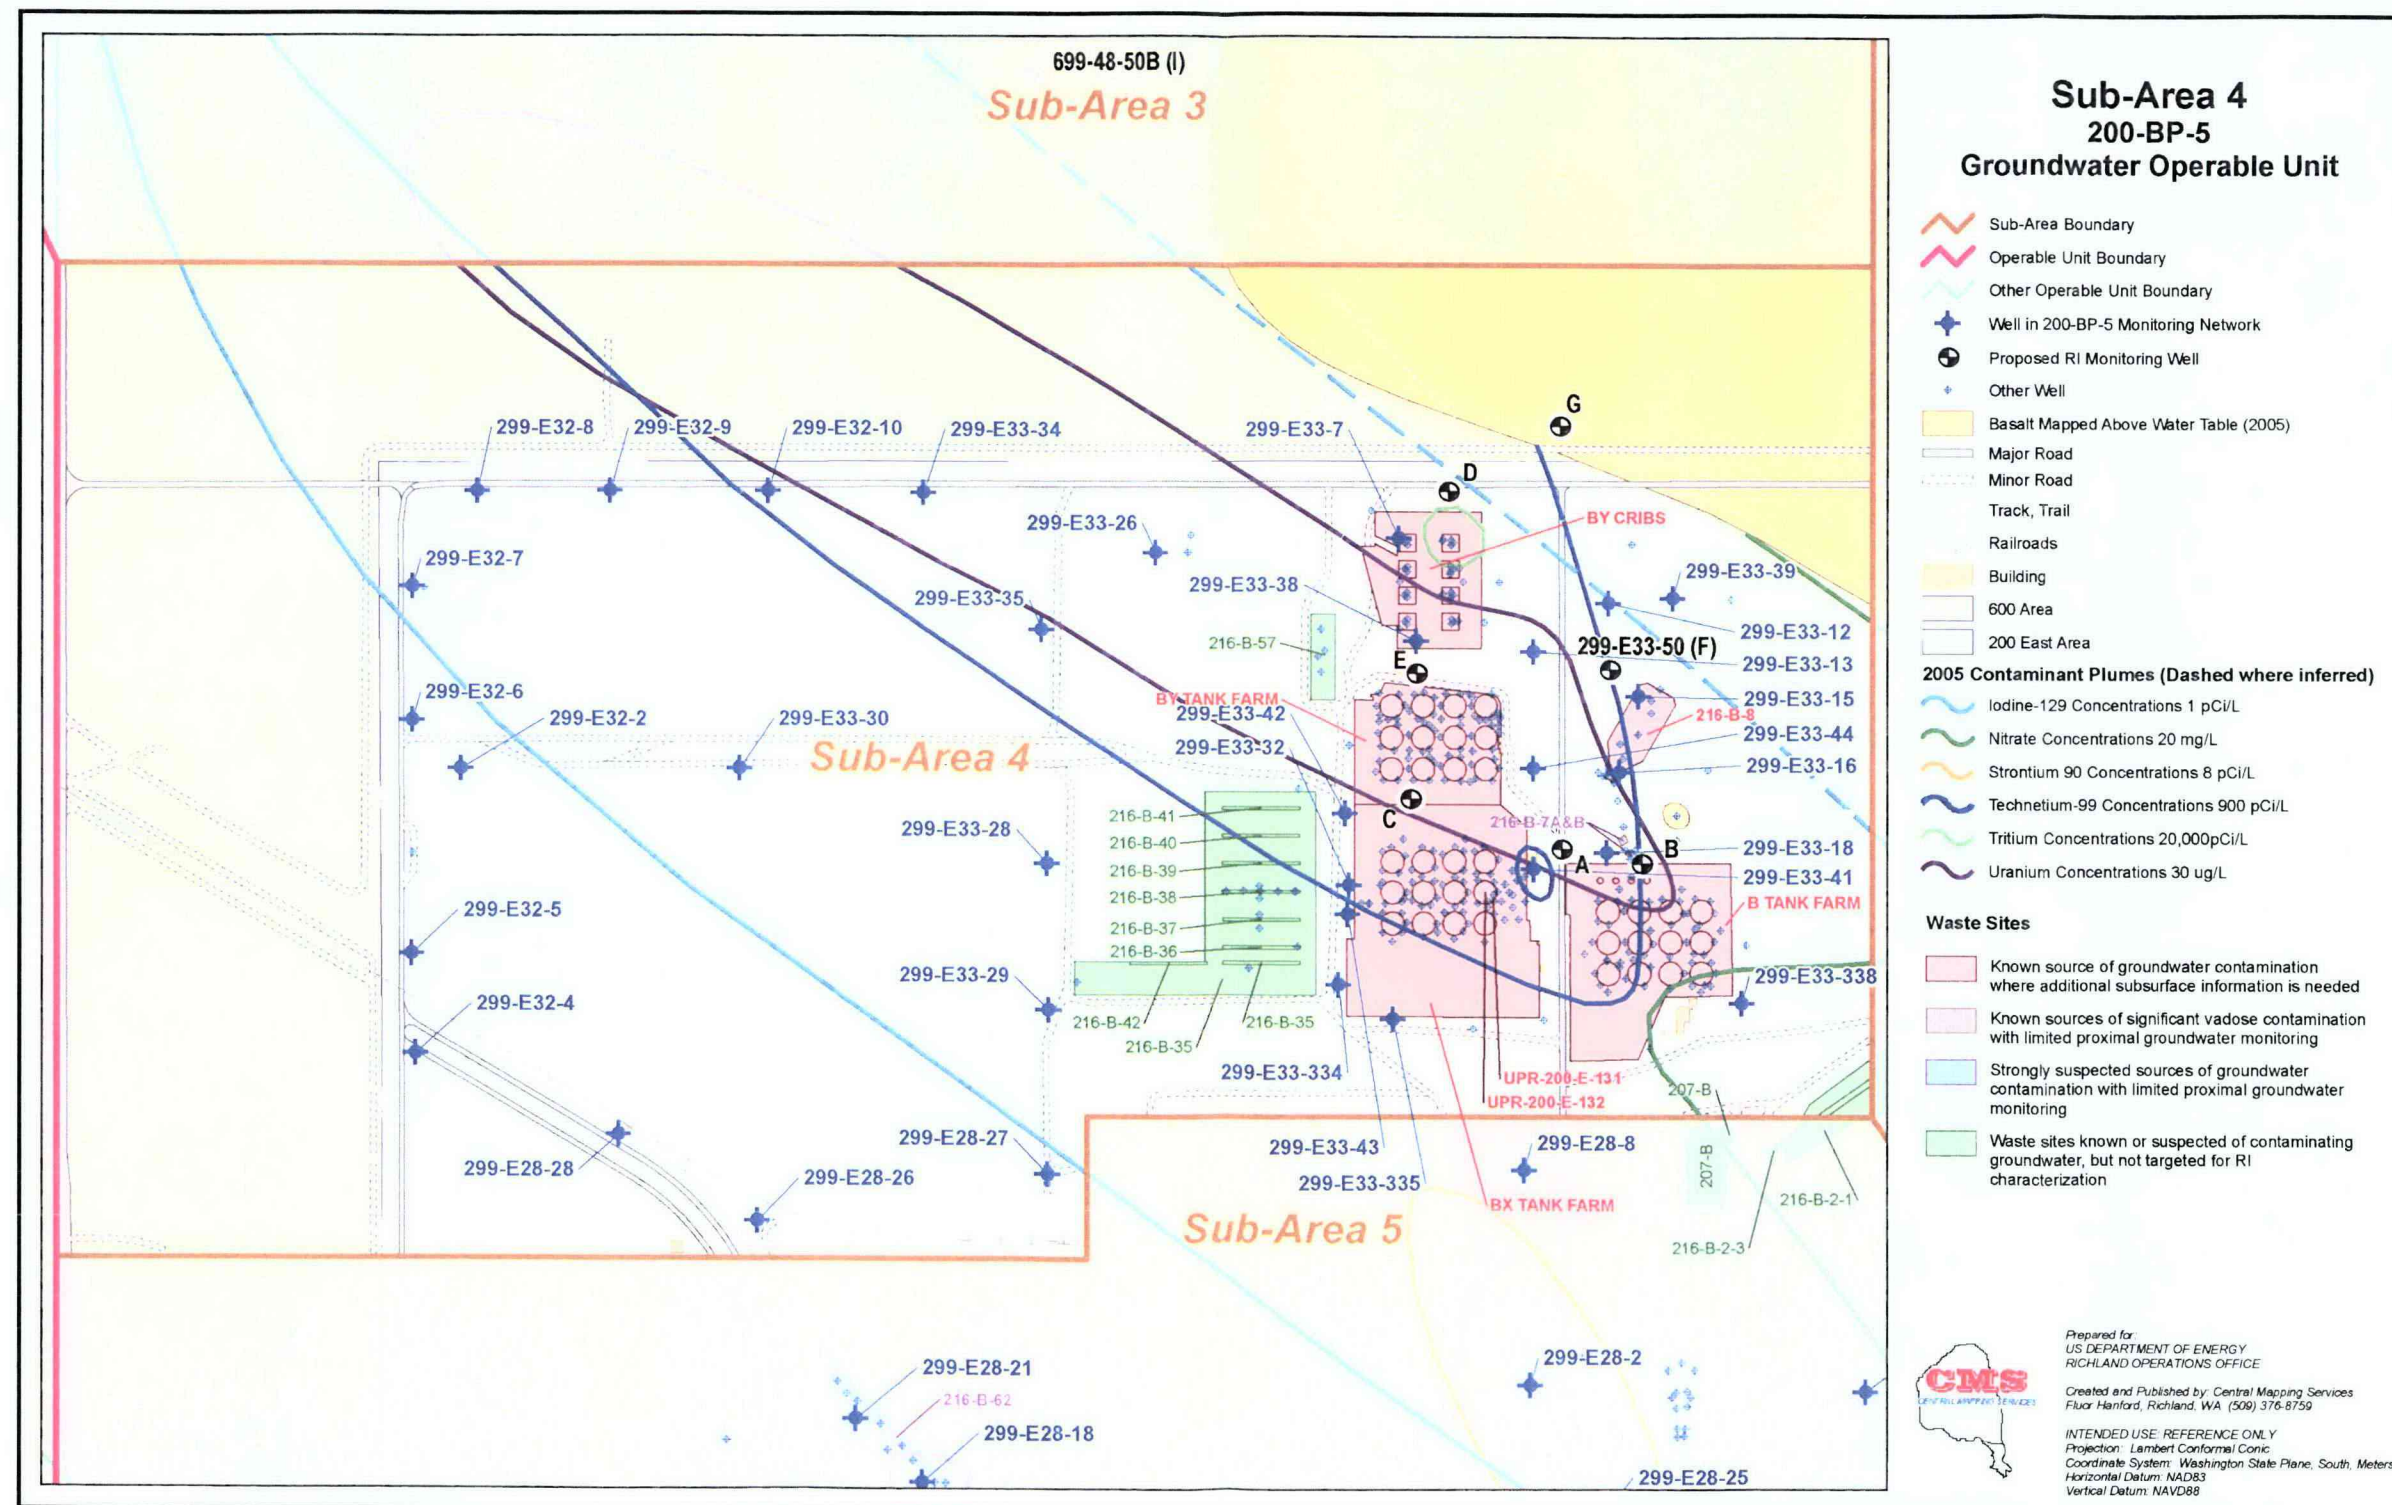 699-48-50B (I)
Sub-Area 3
G
299-E32-8
299-E32-9
299-E32-10
299-E33-34
299-E33-7
D
BY CRIBS
299-E33-26
299-E32-7
299-E33-35
299-E33-38
299-E33-39
299-E33-12
216-B-57
E
299-E33-50 (F)
299-E33-13
299-E32-6
BY TANK FARM
299-E33-15
299-E32-2
299-E33-30
299-E33-42
216-B-8
299-E33-44
299-E33-32
Sub-Area 4
299-E33-16
216-B-41
C
216-B-7A&B
299-E33-28
216-B-40
299-E33-18
A
B
216-B-39
299-E33-41
216-B-38
B TANK FARM
299-E32-5
216-B-37
216-B-36
299-E33-29
299-E33-338
299-E32-4
216-B-42
216-B-35
216-B-35
299-E33-334
UPR-200-E-131
UPR-200-E-132
207-B
299-E28-27
299-E33-43
299-E28-8
299-E28-28
299-E28-26
299-E33-335
207-B
216-B-2-1
BX TANK FARM
Sub-Area 5
216-B-2-3
299-E28-21
299-E28-2
216-B-62
299-E28-18
299-E28-25
Sub-Area 4
200-BP-5
Groundwater Operable Unit
Sub-Area Boundary
Operable Unit Boundary
Other Operable Unit Boundary
Well in 200-BP-5 Monitoring Network
Proposed RI Monitoring Well
Other Well
Basalt Mapped Above Water Table (2005)
Major Road
Minor Road
Track, Trail
Railroads
Building
600 Area
200 East Area
2005 Contaminant Plumes (Dashed where inferred)
Iodine-129 Concentrations 1 pCi/L
Nitrate Concentrations 20 mg/L
Strontium 90 Concentrations 8 pCi/L
Technetium-99 Concentrations 900 pCi/L
Tritium Concentrations 20,000pCi/L
Uranium Concentrations 30 ug/L
Waste Sites
Known source of groundwater contamination
where additional subsurface information is needed
Known sources of significant vadose contamination
with limited proximal groundwater monitoring
Strongly suspected sources of groundwater
contamination with limited proximal groundwater
monitoring
Waste sites known or suspected of contaminating
groundwater, but not targeted for RI
characterization
CMS
CENTRAL MAPPING SERVICES
Prepared for:
US DEPARTMENT OF ENERGY
RICHLAND OPERATIONS OFFICE
Created and Published by: Central Mapping Services
Fluor Hanford, Richland, WA (509) 376-8759
INTENDED USE: REFERENCE ONLY
Projection: Lambert Conformal Conic
Coordinate System: Washington State Plane, South, Meters
Horizontal Datum: NAD83
Vertical Datum: NAVD88